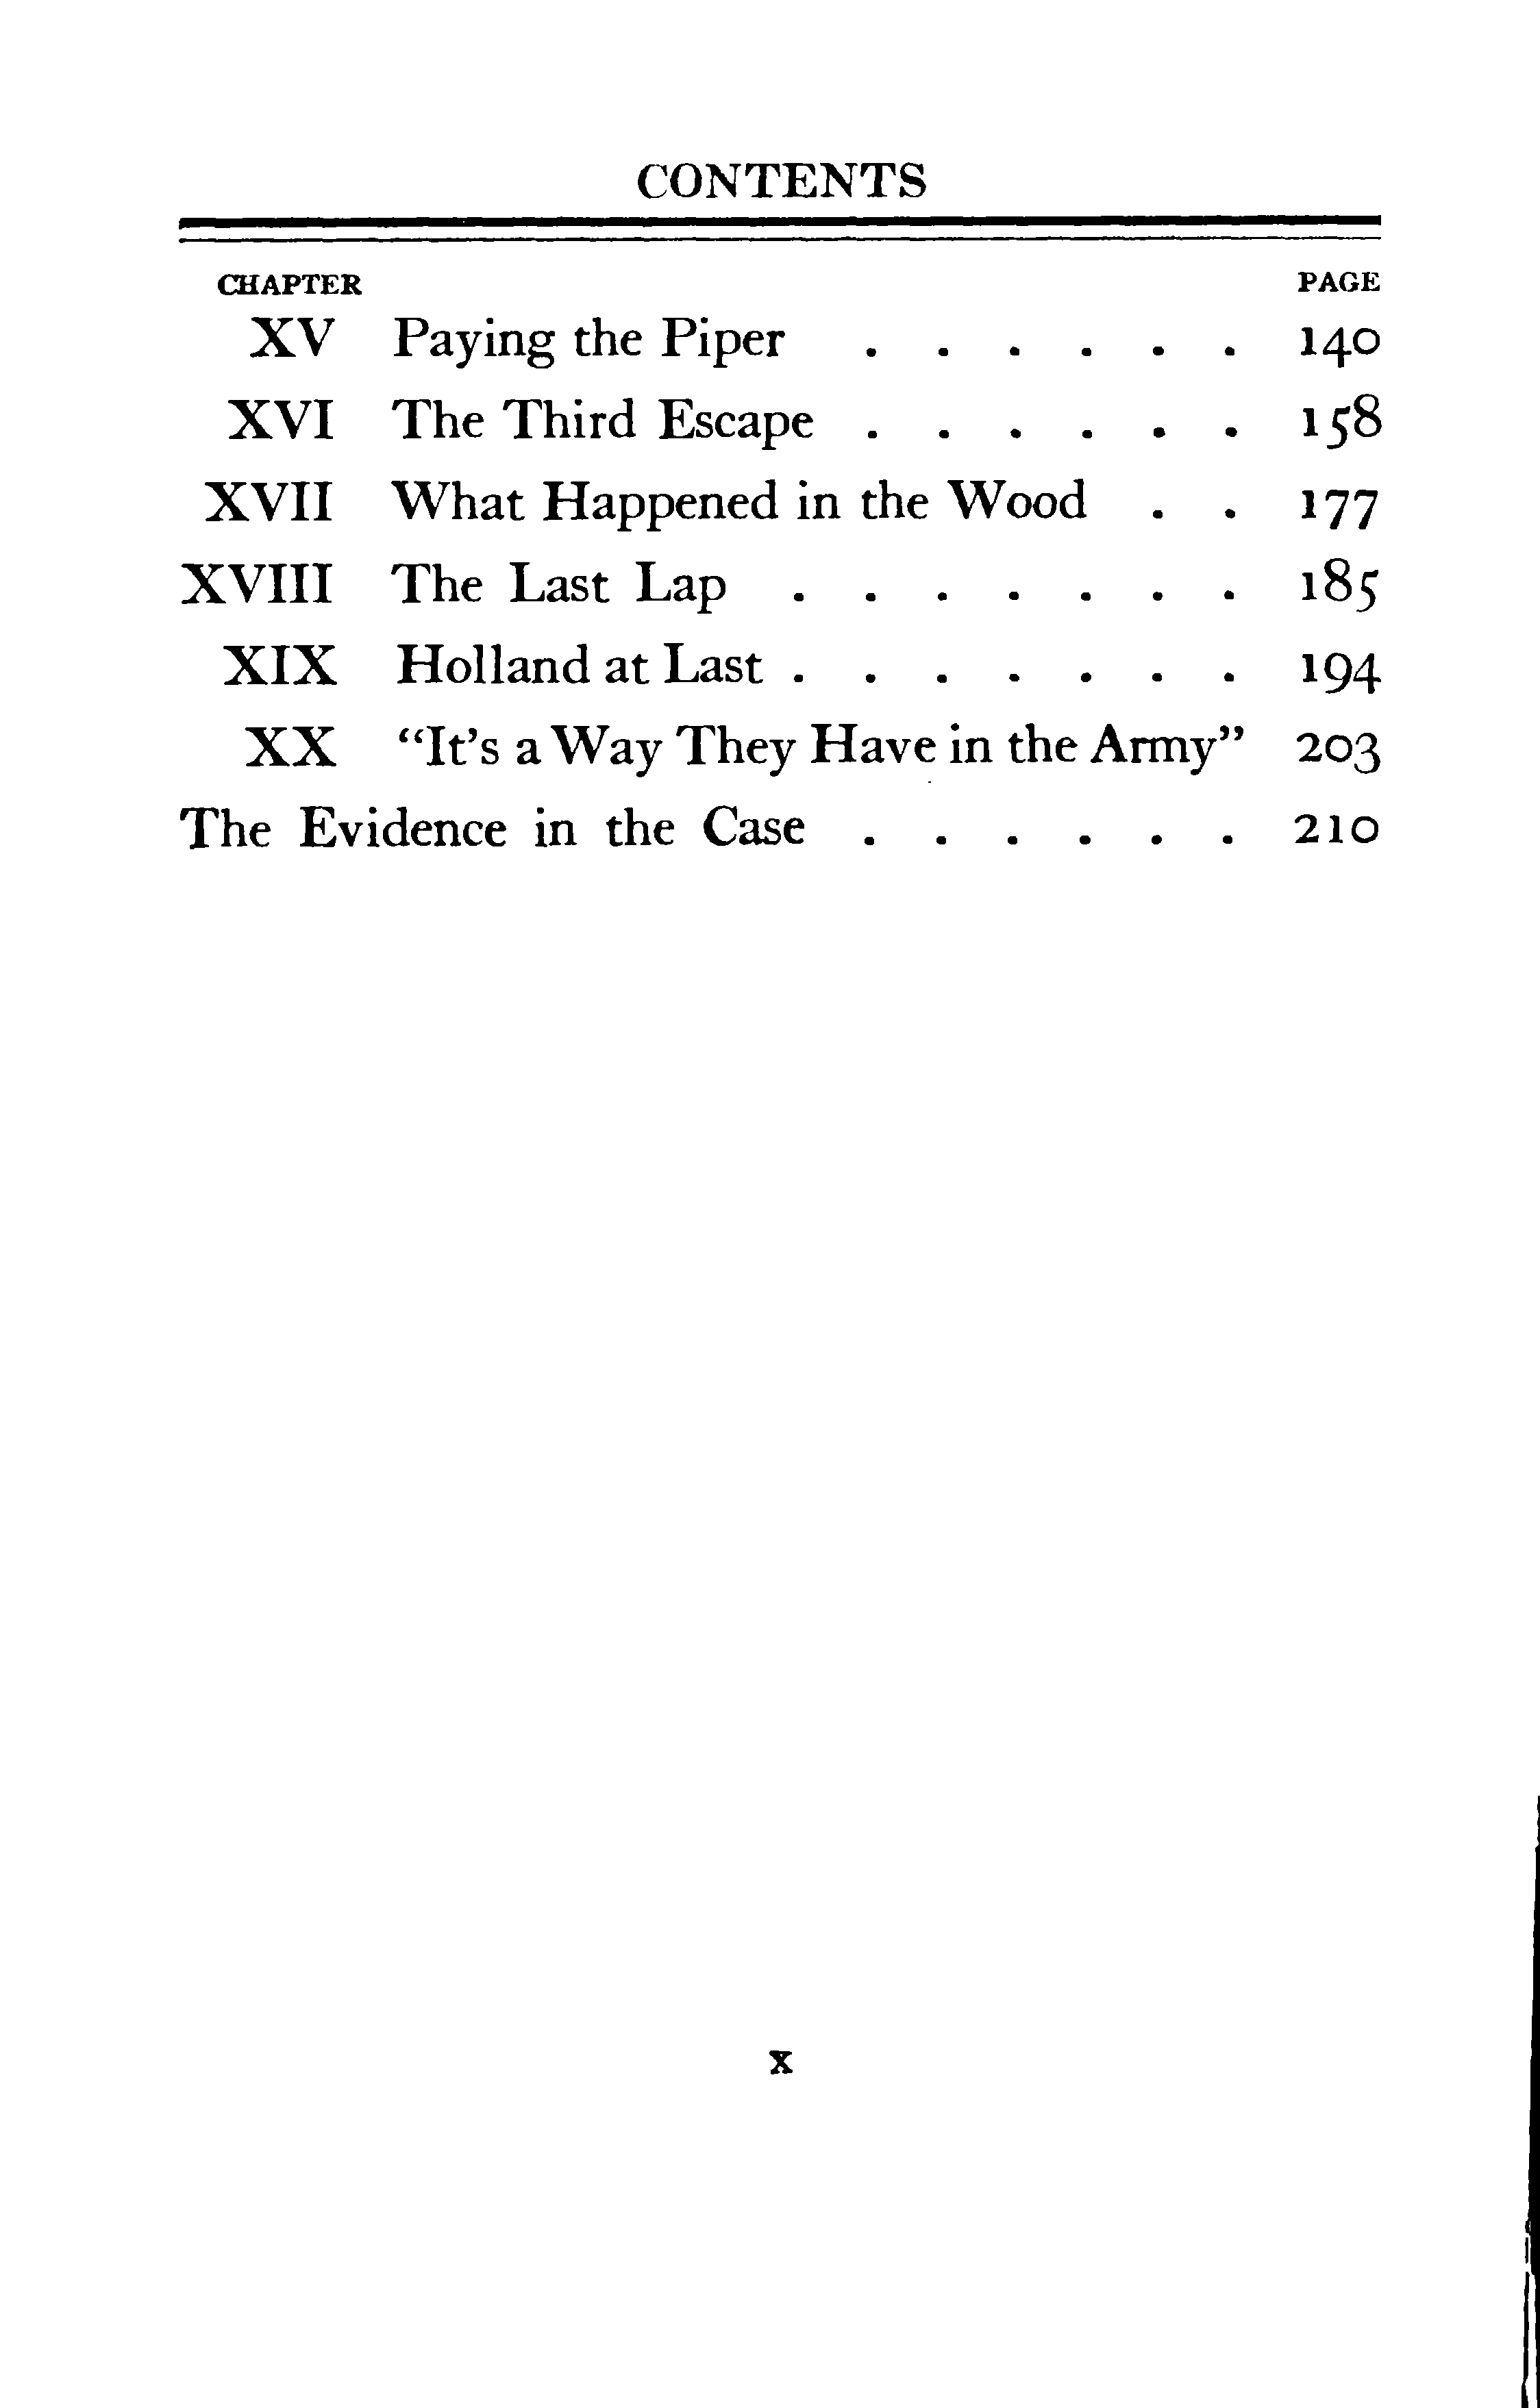 CONTENTS
CHAPTER PAGE
XV Paying the Piper . . . . . . 140
XVI The Third Escape . . . . . . 158
XVII What Happened in the Wood . . 177
XVIII The Last Lap . . . . . . . 185
XIX Holland at Last . . . . . . . 194
XX “It’s a Way They Have in the Army” 203
The Evidence in the Case . . . . . . 210
x